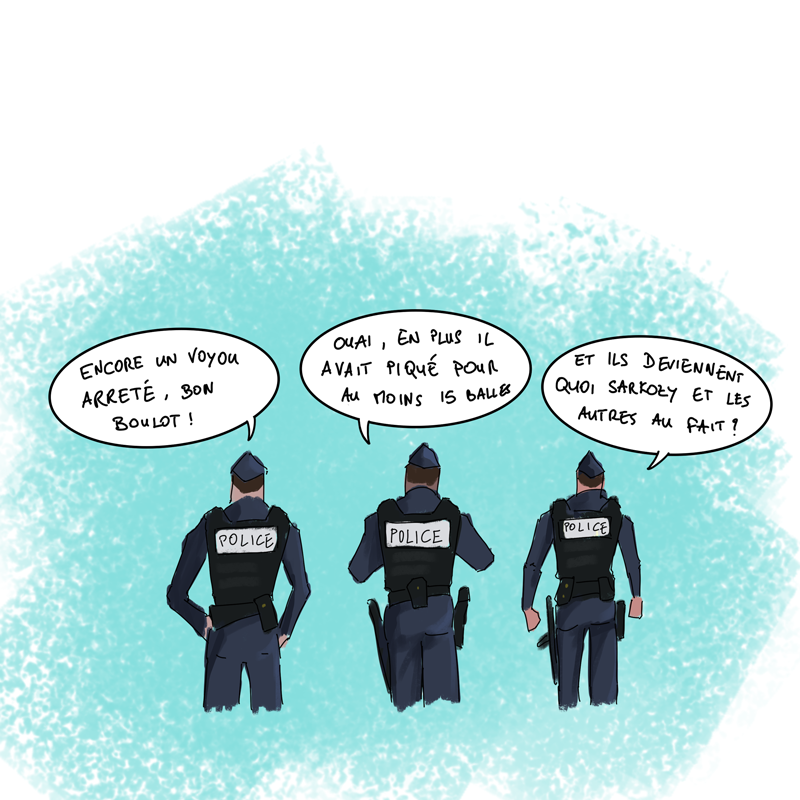 ENCORE UN VOYOU
ARRETÉ, BON
BOULOT !
OUAI, EN PLUS IL
AVAIT PIQUÉ POUR
AU MOINS 15 BALLES
ET ILS DEVIENNENT
QUOI SARKOZY ET LES
AUTRES AU FAIT ?
POLICE
POLICE
POLICE